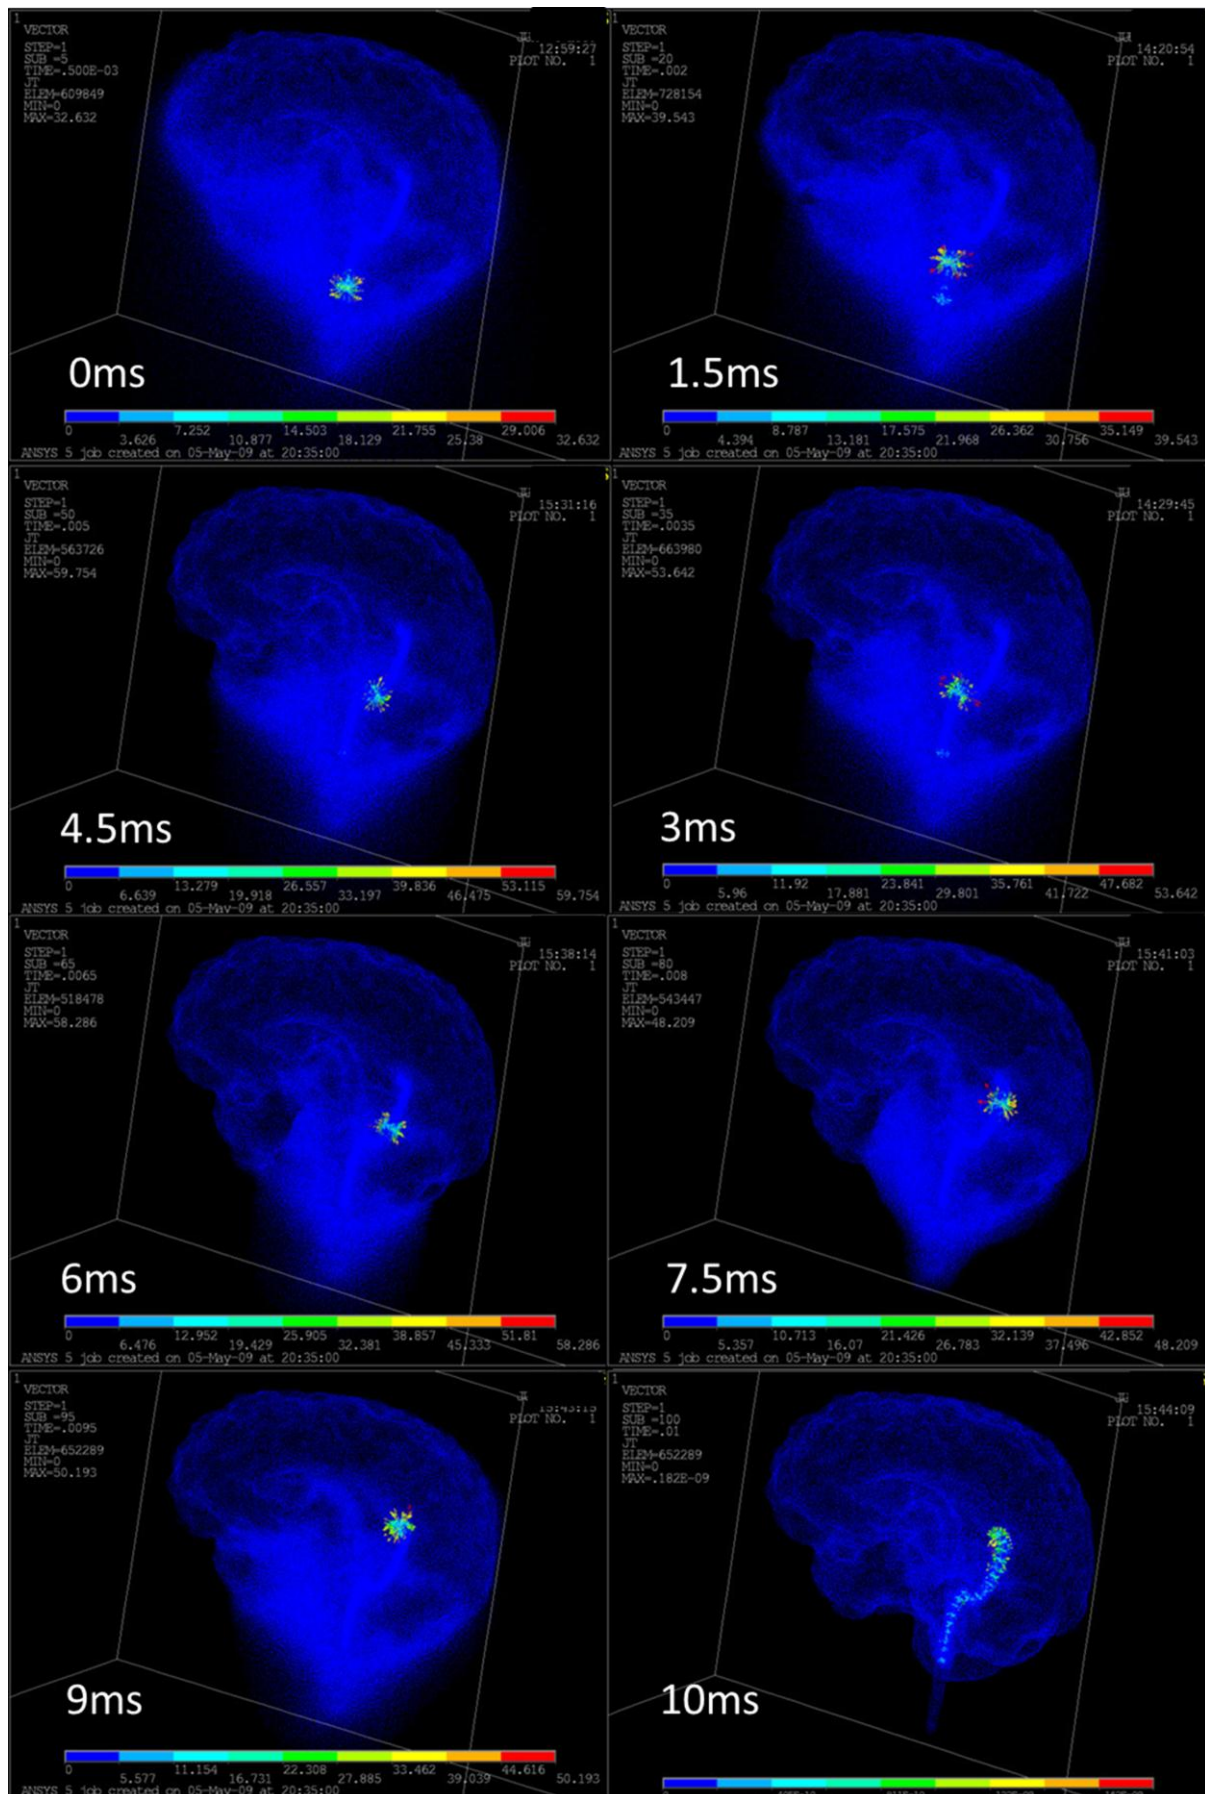 1
VECTOR
STEP=1
SUB =5
TIME=.500E-03
JT
ELEM=609849
MIN=0
MAX=32.632
12:59:27
PLOT NO. 1
0ms
0 7.252 14.503 21.755 29.006
3.626 10.877 18.129 25.38 32.632
ANSYS 5 job created on 05-May-09 at 20:35:00
1
VECTOR
STEP=1
SUB =20
TIME=.002
JT
ELEM=728154
MIN=0
MAX=39.543
14:20:54
PLOT NO. 1
1.5ms
0 8.787 17.575 26.362 35.149
4.394 13.181 21.968 30.756 39.543
ANSYS 5 job created on 05-May-09 at 20:35:00
1
VECTOR
STEP=1
SUB =50
TIME=.005
JT
ELEM=563726
MIN=0
MAX=59.754
15:31:16
PLOT NO. 1
4.5ms
0 13.279 26.557 39.836 53.115
6.639 19.918 33.197 46.475 59.754
ANSYS 5 job created on 05-May-09 at 20:35:00
1
VECTOR
STEP=1
SUB =35
TIME=.0035
JT
ELEM=663980
MIN=0
MAX=53.642
14:29:45
PLOT NO. 1
3ms
0 11.92 23.841 35.761 47.682
5.96 17.881 29.801 41.722 53.642
ANSYS 5 job created on 05-May-09 at 20:35:00
1
VECTOR
STEP=1
SUB =65
TIME=.0065
JT
ELEM=518478
MIN=0
MAX=58.286
15:38:14
PLOT NO. 1
6ms
0 12.952 25.905 38.857 51.81
6.476 19.429 32.381 45.333 58.286
ANSYS 5 job created on 05-May-09 at 20:35:00
1
VECTOR
STEP=1
SUB =80
TIME=.008
JT
ELEM=543447
MIN=0
MAX=48.209
15:41:03
PLOT NO. 1
7.5ms
0 10.713 21.426 32.139 42.852
5.357 16.07 26.783 37.496 48.209
ANSYS 5 job created on 05-May-09 at 20:35:00
1
VECTOR
STEP=1
SUB =95
TIME=.0095
JT
ELEM=652289
MIN=0
MAX=50.193
PLOT NO. 1
9ms
0 11.154 22.308 33.462 44.616
5.577 16.731 27.885 39.039 50.193
ANSYS 5 job created on 05-May-09 at 20:35:00
1
VECTOR
STEP=1
SUB =100
TIME=.01
JT
ELEM=652289
MIN=0
MAX=.182E-09
15:44:09
PLOT NO. 1
10ms